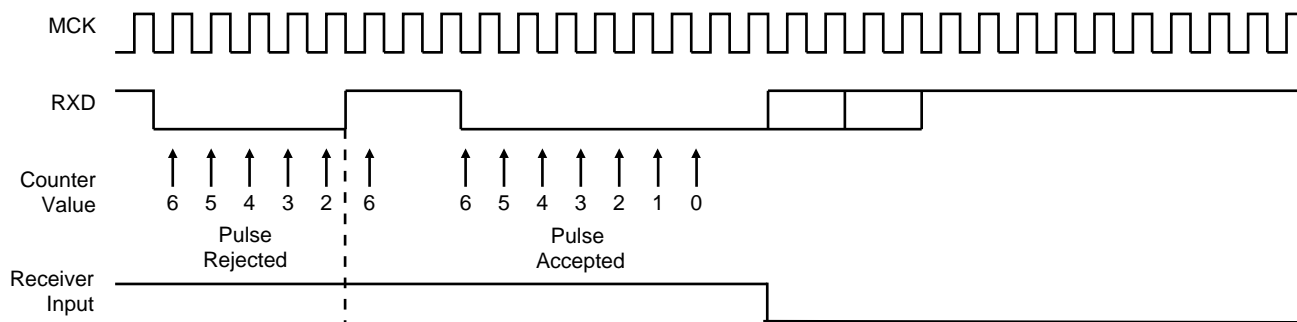 MCK
RXD
Counter
Value
6 5 4 3 2 6 6 5 4 3 2 1 0
Pulse
Rejected
Pulse
Accepted
Receiver
Input